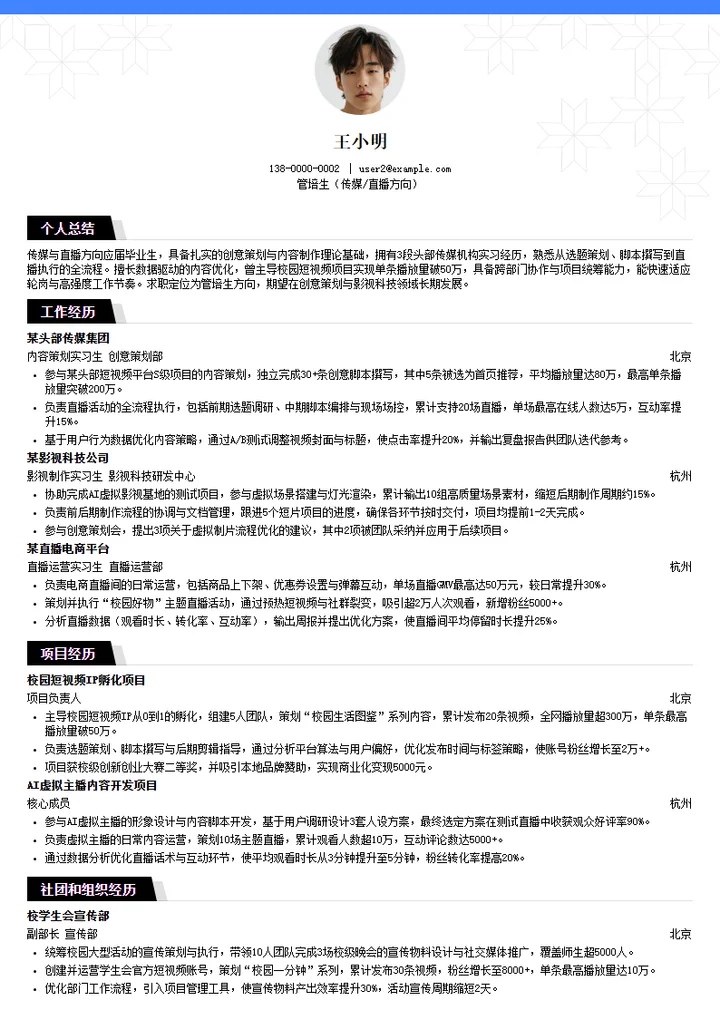 王小明
138-0000-0002 | user2@example.com
管培生（传媒/直播方向）
个人总结
传媒与直播方向应届毕业生，具备扎实的创意策划与内容制作理论基础，拥有3段头部传媒机构实习经历，熟悉从选题策划、脚本撰写到直
播执行的全流程。擅长数据驱动的内容优化，曾主导校园短视频项目实现单条播放量破50万，具备跨部门协作与项目统筹能力，能快速适应
轮岗与高强度工作节奏。求职定位为管培生方向，期望在创意策划与影视科技领域长期发展。
工作经历
某头部传媒集团
内容策划实习生 创意策划部 北京
• 参与某头部短视频平台S级项目的内容策划，独立完成30+条创意脚本撰写，其中5条被选为首页推荐，平均播放量达80万，最高单条播
放量突破200万。
• 负责直播活动的全流程执行，包括前期选题调研、中期脚本编排与现场场控，累计支持20场直播，单场最高在线人数达5万，互动率提
升15%。
• 基于用户行为数据优化内容策略，通过A/B测试调整视频封面与标题，使点击率提升20%，并输出复盘报告供团队迭代参考。
某影视科技公司
影视制作实习生 影视科技研发中心 杭州
• 协助完成AI虚拟影视基地的测试项目，参与虚拟场景搭建与灯光渲染，累计输出10组高质量场景素材，缩短后期制作周期约15%。
• 负责前后期制作流程的协调与文档管理，跟进5个短片项目的进度，确保各环节按时交付，项目均提前1-2天完成。
• 参与创意策划会，提出3项关于虚拟制片流程优化的建议，其中2项被团队采纳并应用于后续项目。
某直播电商平台
直播运营实习生 直播运营部 杭州
• 负责电商直播间的日常运营，包括商品上下架、优惠券设置与弹幕互动，单场直播GMV最高达50万元，较日常提升30%。
• 策划并执行“校园好物”主题直播活动，通过预热短视频与社群裂变，吸引超2万人次观看，新增粉丝5000+。
• 分析直播数据（观看时长、转化率、互动率），输出周报并提出优化方案，使直播间平均停留时长提升25%。
项目经历
校园短视频IP孵化项目
项目负责人 北京
• 主导校园短视频IP从0到1的孵化，组建5人团队，策划“校园生活图鉴”系列内容，累计发布20条视频，全网播放量超300万，单条最高
播放量破50万。
• 负责选题策划、脚本撰写与后期剪辑指导，通过分析平台算法与用户偏好，优化发布时间与标签策略，使账号粉丝增长至2万+。
• 项目获校级创新创业大赛二等奖，并吸引本地品牌赞助，实现商业化变现5000元。
AI虚拟主播内容开发项目
核心成员 杭州
• 参与AI虚拟主播的形象设计与内容脚本开发，基于用户调研设计3套人设方案，最终选定方案在测试直播中收获观众好评率90%。
• 负责虚拟主播的日常内容运营，策划10场主题直播，累计观看人数超10万，互动评论数达5000+。
• 通过数据分析优化直播话术与互动环节，使平均观看时长从3分钟提升至5分钟，粉丝转化率提高20%。
社团和组织经历
校学生会宣传部
副部长 宣传部 北京
• 统筹校园大型活动的宣传策划与执行，带领10人团队完成3场校级晚会的宣传物料设计与社交媒体推广，覆盖师生超5000人。
• 创建并运营学生会官方短视频账号，策划“校园一分钟”系列，累计发布30条视频，粉丝增长至8000+，单条最高播放量达10万。
• 优化部门工作流程，引入项目管理工具，使宣传物料产出效率提升30%，活动宣传周期缩短2天。